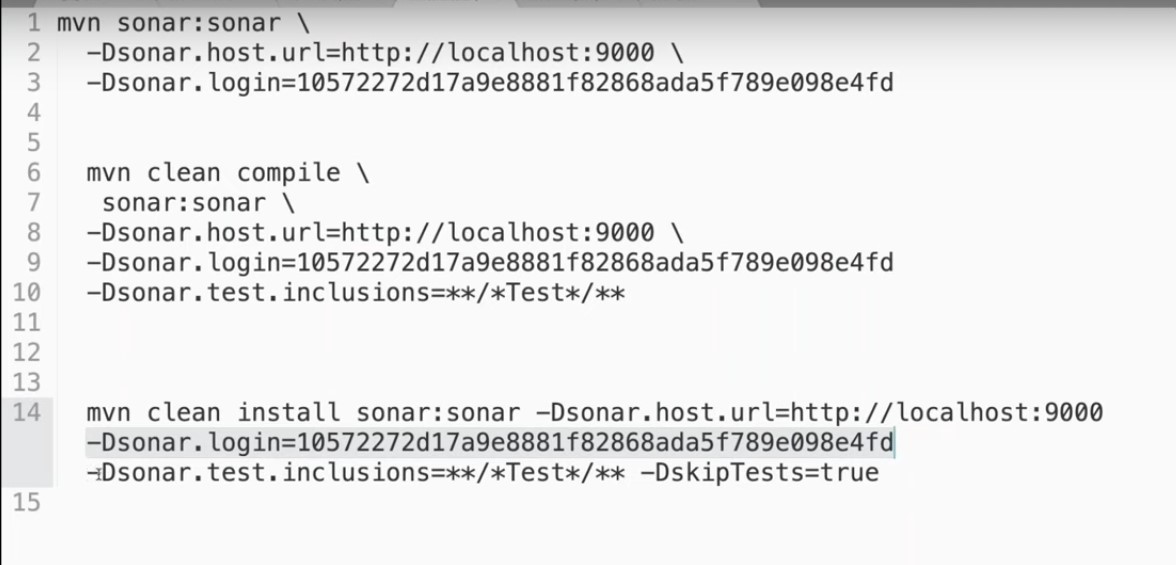 1 mvn sonar:sonar \
2 -Dsonar.host.url=http://localhost:9000 \
3 -Dsonar.login=10572272d17a9e8881f82868ada5f789e098e4fd
4
5
6 mvn clean compile \
7 sonar:sonar \
8 -Dsonar.host.url=http://localhost:9000 \
9 -Dsonar.login=10572272d17a9e8881f82868ada5f789e098e4fd
10 -Dsonar.test.inclusions=**/*Test*/**
11
12
13
14 mvn clean install sonar:sonar -Dsonar.host.url=http://localhost:9000
-Dsonar.login=10572272d17a9e8881f82868ada5f789e098e4fd
-Dsonar.test.inclusions=**/*Test*/** -DskipTests=true
15